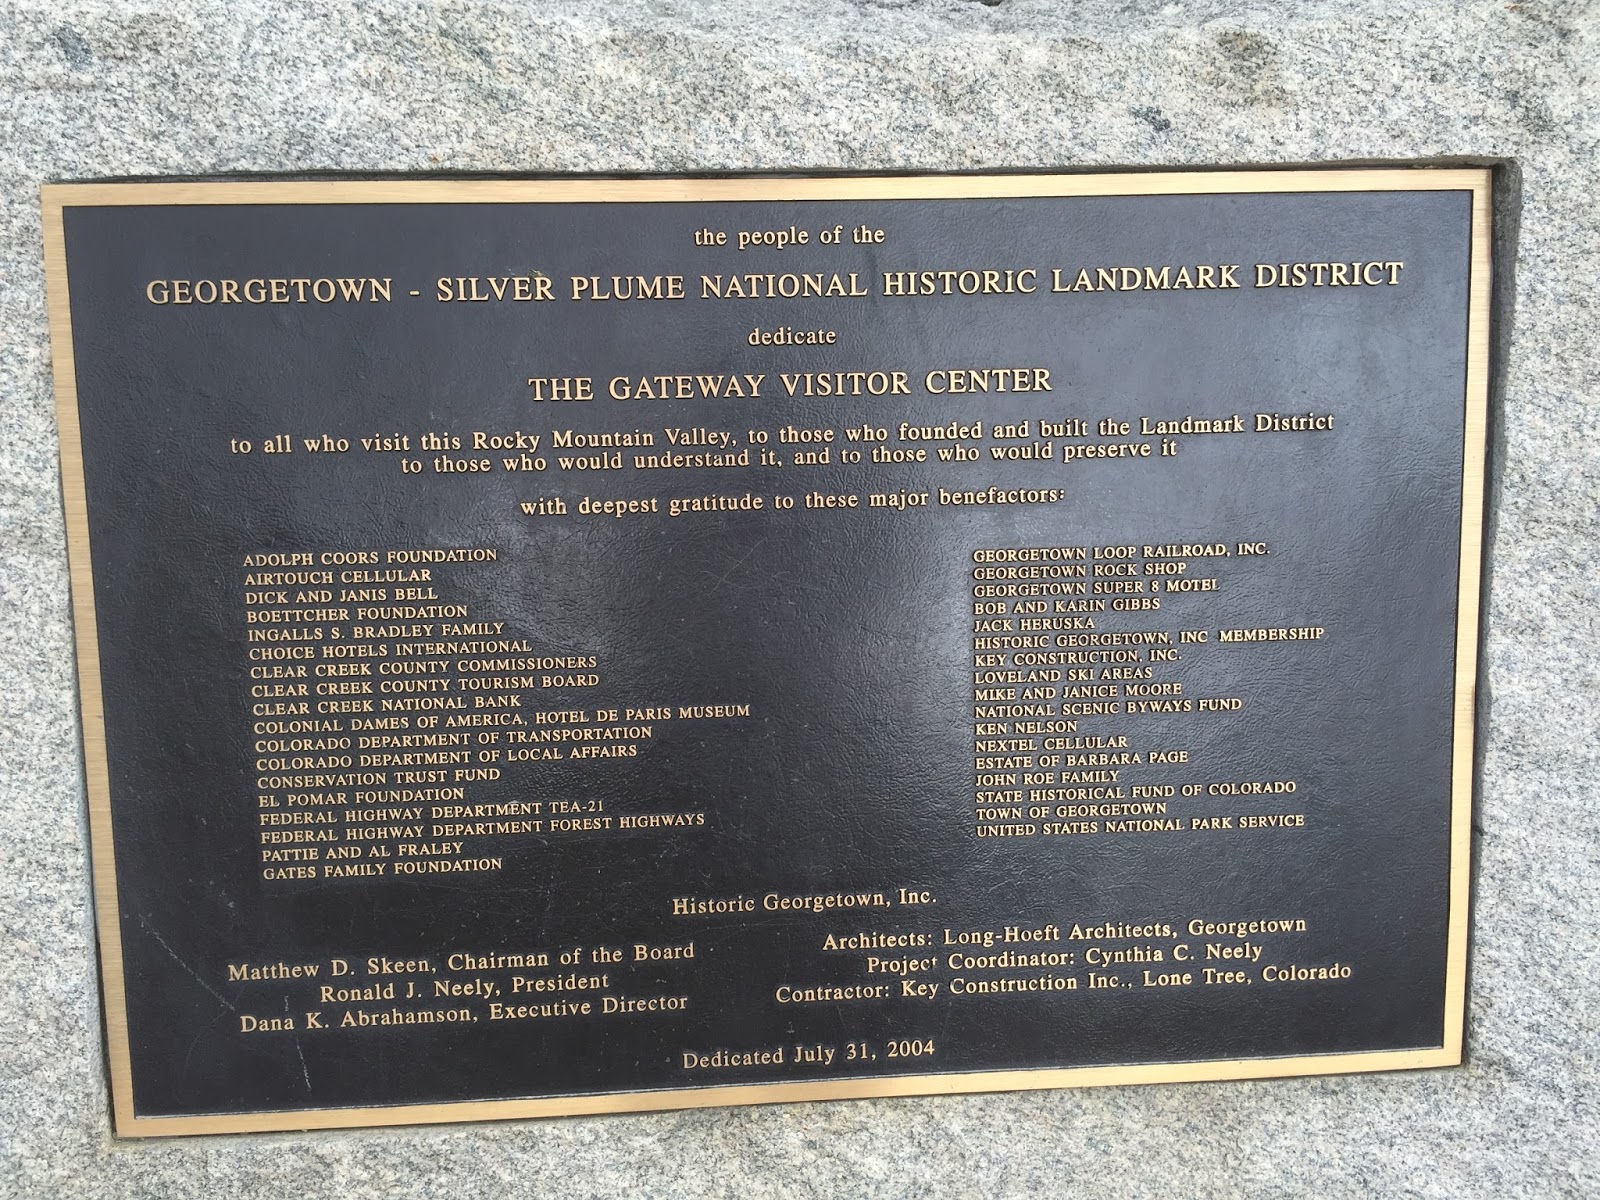 the people of the
GEORGETOWN - SILVER PLUME NATIONAL HISTORIC LANDMARK DISTRICT
dedicate
THE GATEWAY VISITOR CENTER
to all who visit this Rocky Mountain Valley, to those who founded and built the Landmark District
to those who would understand it, and to those who would preserve it
with deepest gratitude to these major benefactors:
ADOLPH COORS FOUNDATION
AIRTOUCH CELLULAR
DICK AND JANIS BELL
BOETTCHER FOUNDATION
INGALLS S. BRADLEY FAMILY
CHOICE HOTELS INTERNATIONAL
CLEAR CREEK COUNTY COMMISSIONERS
CLEAR CREEK COUNTY TOURISM BOARD
CLEAR CREEK NATIONAL BANK
COLONIAL DAMES OF AMERICA, HOTEL DE PARIS MUSEUM
COLORADO DEPARTMENT OF TRANSPORTATION
COLORADO DEPARTMENT OF LOCAL AFFAIRS
CONSERVATION TRUST FUND
EL POMAR FOUNDATION
FEDERAL HIGHWAY DEPARTMENT TEA-21
FEDERAL HIGHWAY DEPARTMENT FOREST HIGHWAYS
PATTIE AND AL FRALEY
GATES FAMILY FOUNDATION
GEORGETOWN LOOP RAILROAD, INC.
GEORGETOWN ROCK SHOP
GEORGETOWN SUPER 8 MOTEL
BOB AND KARIN GIBBS
JACK HERUSKA
HISTORIC GEORGETOWN, INC MEMBERSHIP
KEY CONSTRUCTION, INC.
LOVELAND SKI AREAS
MIKE AND JANICE MOORE
NATIONAL SCENIC BYWAYS FUND
KEN NELSON
NEXTEL CELLULAR
ESTATE OF BARBARA PAGE
JOHN ROE FAMILY
STATE HISTORICAL FUND OF COLORADO
TOWN OF GEORGETOWN
UNITED STATES NATIONAL PARK SERVICE
Historic Georgetown, Inc.
Matthew D. Skeen, Chairman of the Board
Ronald J. Neely, President
Dana K. Abrahamson, Executive Director
Architects: Long-Hoeft Architects, Georgetown
Project Coordinator: Cynthia C. Neely
Contractor: Key Construction Inc., Lone Tree, Colorado
Dedicated July 31, 2004